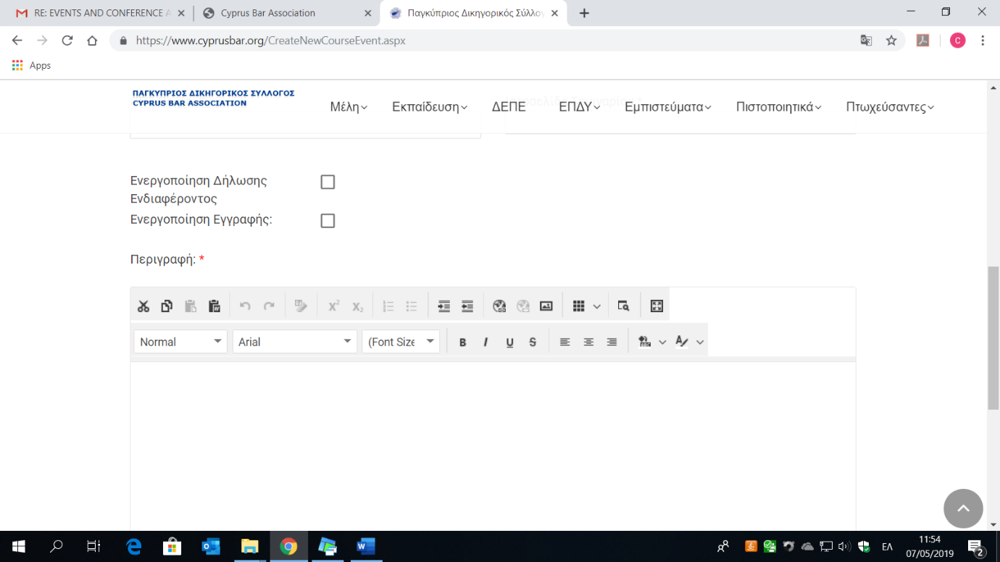 RE: EVENTS AND CONFERENCE A
Cyprus Bar Association
Παγκύπριος Δικηγορικός Σύλλογ
https://www.cyprusbar.org/CreateNewCourseEvent.aspx
C
Apps
ΠΑΓΚΥΠΡΙΟΣ ΔΙΚΗΓΟΡΙΚΟΣ ΣΥΛΛΟΓΟΣ
CYPRUS BAR ASSOCIATION
Μέλη Εκπαίδευση ΔΕΠΕ ΕΠΔΥ Εμπιστεύματα Πιστοποιητικά Πτωχεύσαντες
Ενεργοποίηση Δήλωσης
Ενδιαφέροντος
Ενεργοποίηση Εγγραφής:
Περιγραφή: *
Normal Arial (Font Size B I U S
ΕΛ
11:54
07/05/2019
2